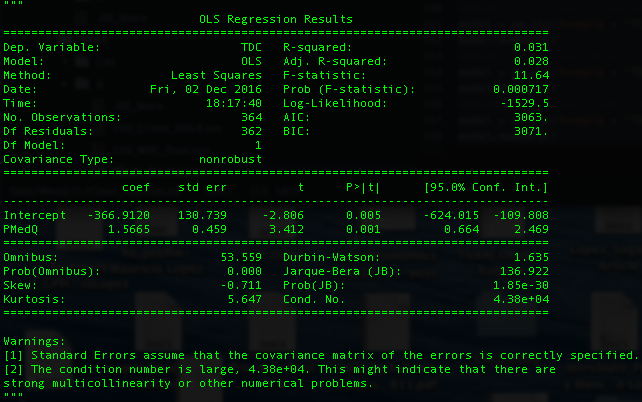 """
OLS Regression Results
==============================================================================
Dep. Variable: TDC R-squared: 0.031
Model: OLS Adj. R-squared: 0.028
Method: Least Squares F-statistic: 11.64
Date: Fri, 02 Dec 2016 Prob (F-statistic): 0.000717
Time: 18:17:40 Log-Likelihood: -1529.5
No. Observations: 364 AIC: 3063.
Df Residuals: 362 BIC: 3071.
Df Model: 1
Covariance Type: nonrobust
==============================================================================
coef std err t P>|t| [95.0% Conf. Int.]
------------------------------------------------------------------------------
Intercept -366.9120 130.739 -2.806 0.005 -624.015 -109.808
PMedQ 1.5665 0.459 3.412 0.001 0.664 2.469
==============================================================================
Omnibus: 53.559 Durbin-Watson: 1.635
Prob(Omnibus): 0.000 Jarque-Bera (JB): 136.922
Skew: -0.711 Prob(JB): 1.85e-30
Kurtosis: 5.647 Cond. No. 4.38e+04
==============================================================================
Warnings:
[1] Standard Errors assume that the covariance matrix of the errors is correctly specified.
[2] The condition number is large, 4.38e+04. This might indicate that there are
strong multicollinearity or other numerical problems.